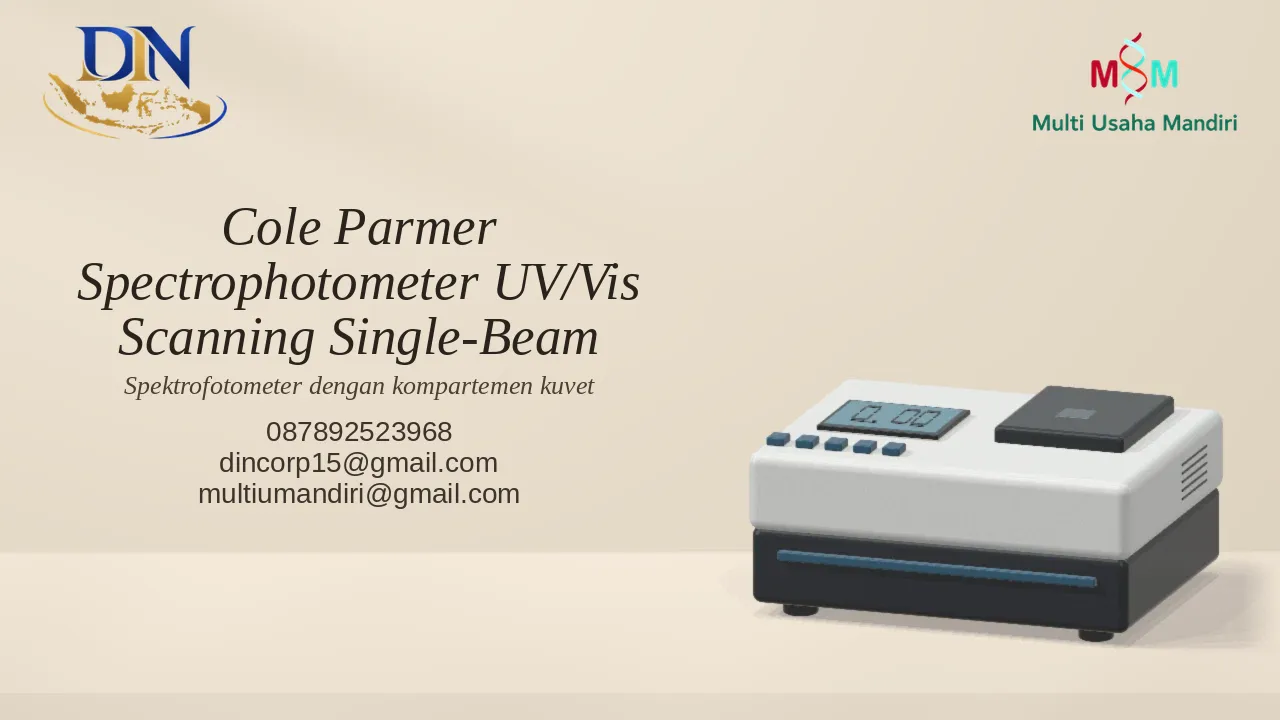 DIN
M M
Multi Usaha Mandiri
Cole Parmer
Spectrophotometer UV/Vis
Scanning Single-Beam
Spektrofotometer dengan kompartemen kuvet
087892523968
dincorp15@gmail.com
multiumandiri@gmail.com
0.00